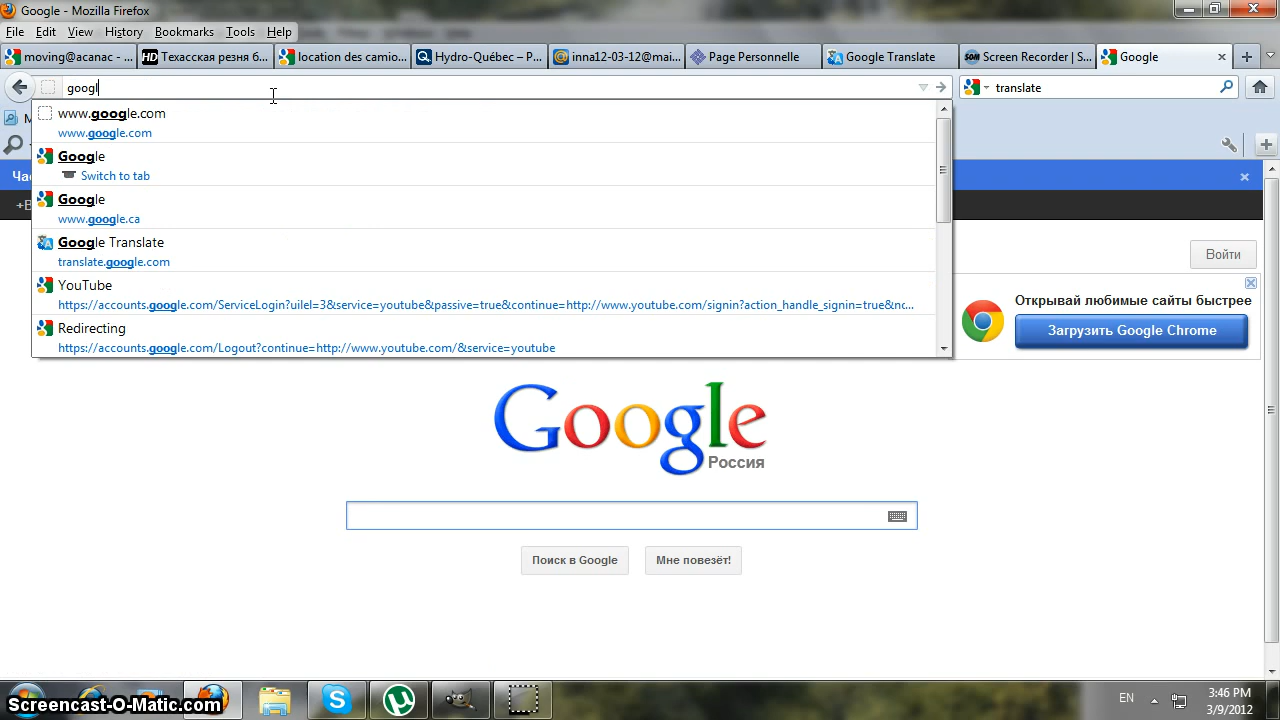 Google - Mozilla Firefox
File Edit View History Bookmarks Tools Help
moving@acanac - ... Техасская резня б... location des camio... Hydro-Québec – P... inna12-03-12@mai... Page Personnelle Google Translate Screen Recorder | S... Google
googl
translate
www.google.com
www.google.com
Google
Switch to tab
Google
www.google.ca
Google Translate
translate.google.com
YouTube
https://accounts.google.com/ServiceLogin?uilel=3&service=youtube&passive=true&continue=http://www.youtube.com/signin?action_handle_signin=true&nc...
Redirecting
https://accounts.google.com/Logout?continue=http://www.youtube.com/&service=youtube
Войти
Открывай любимые сайты быстрее
Загрузить Google Chrome
Google
Россия
Поиск в Google Мне повезёт!
EN
3:46 PM
3/9/2012
Screencast-O-Matic.com